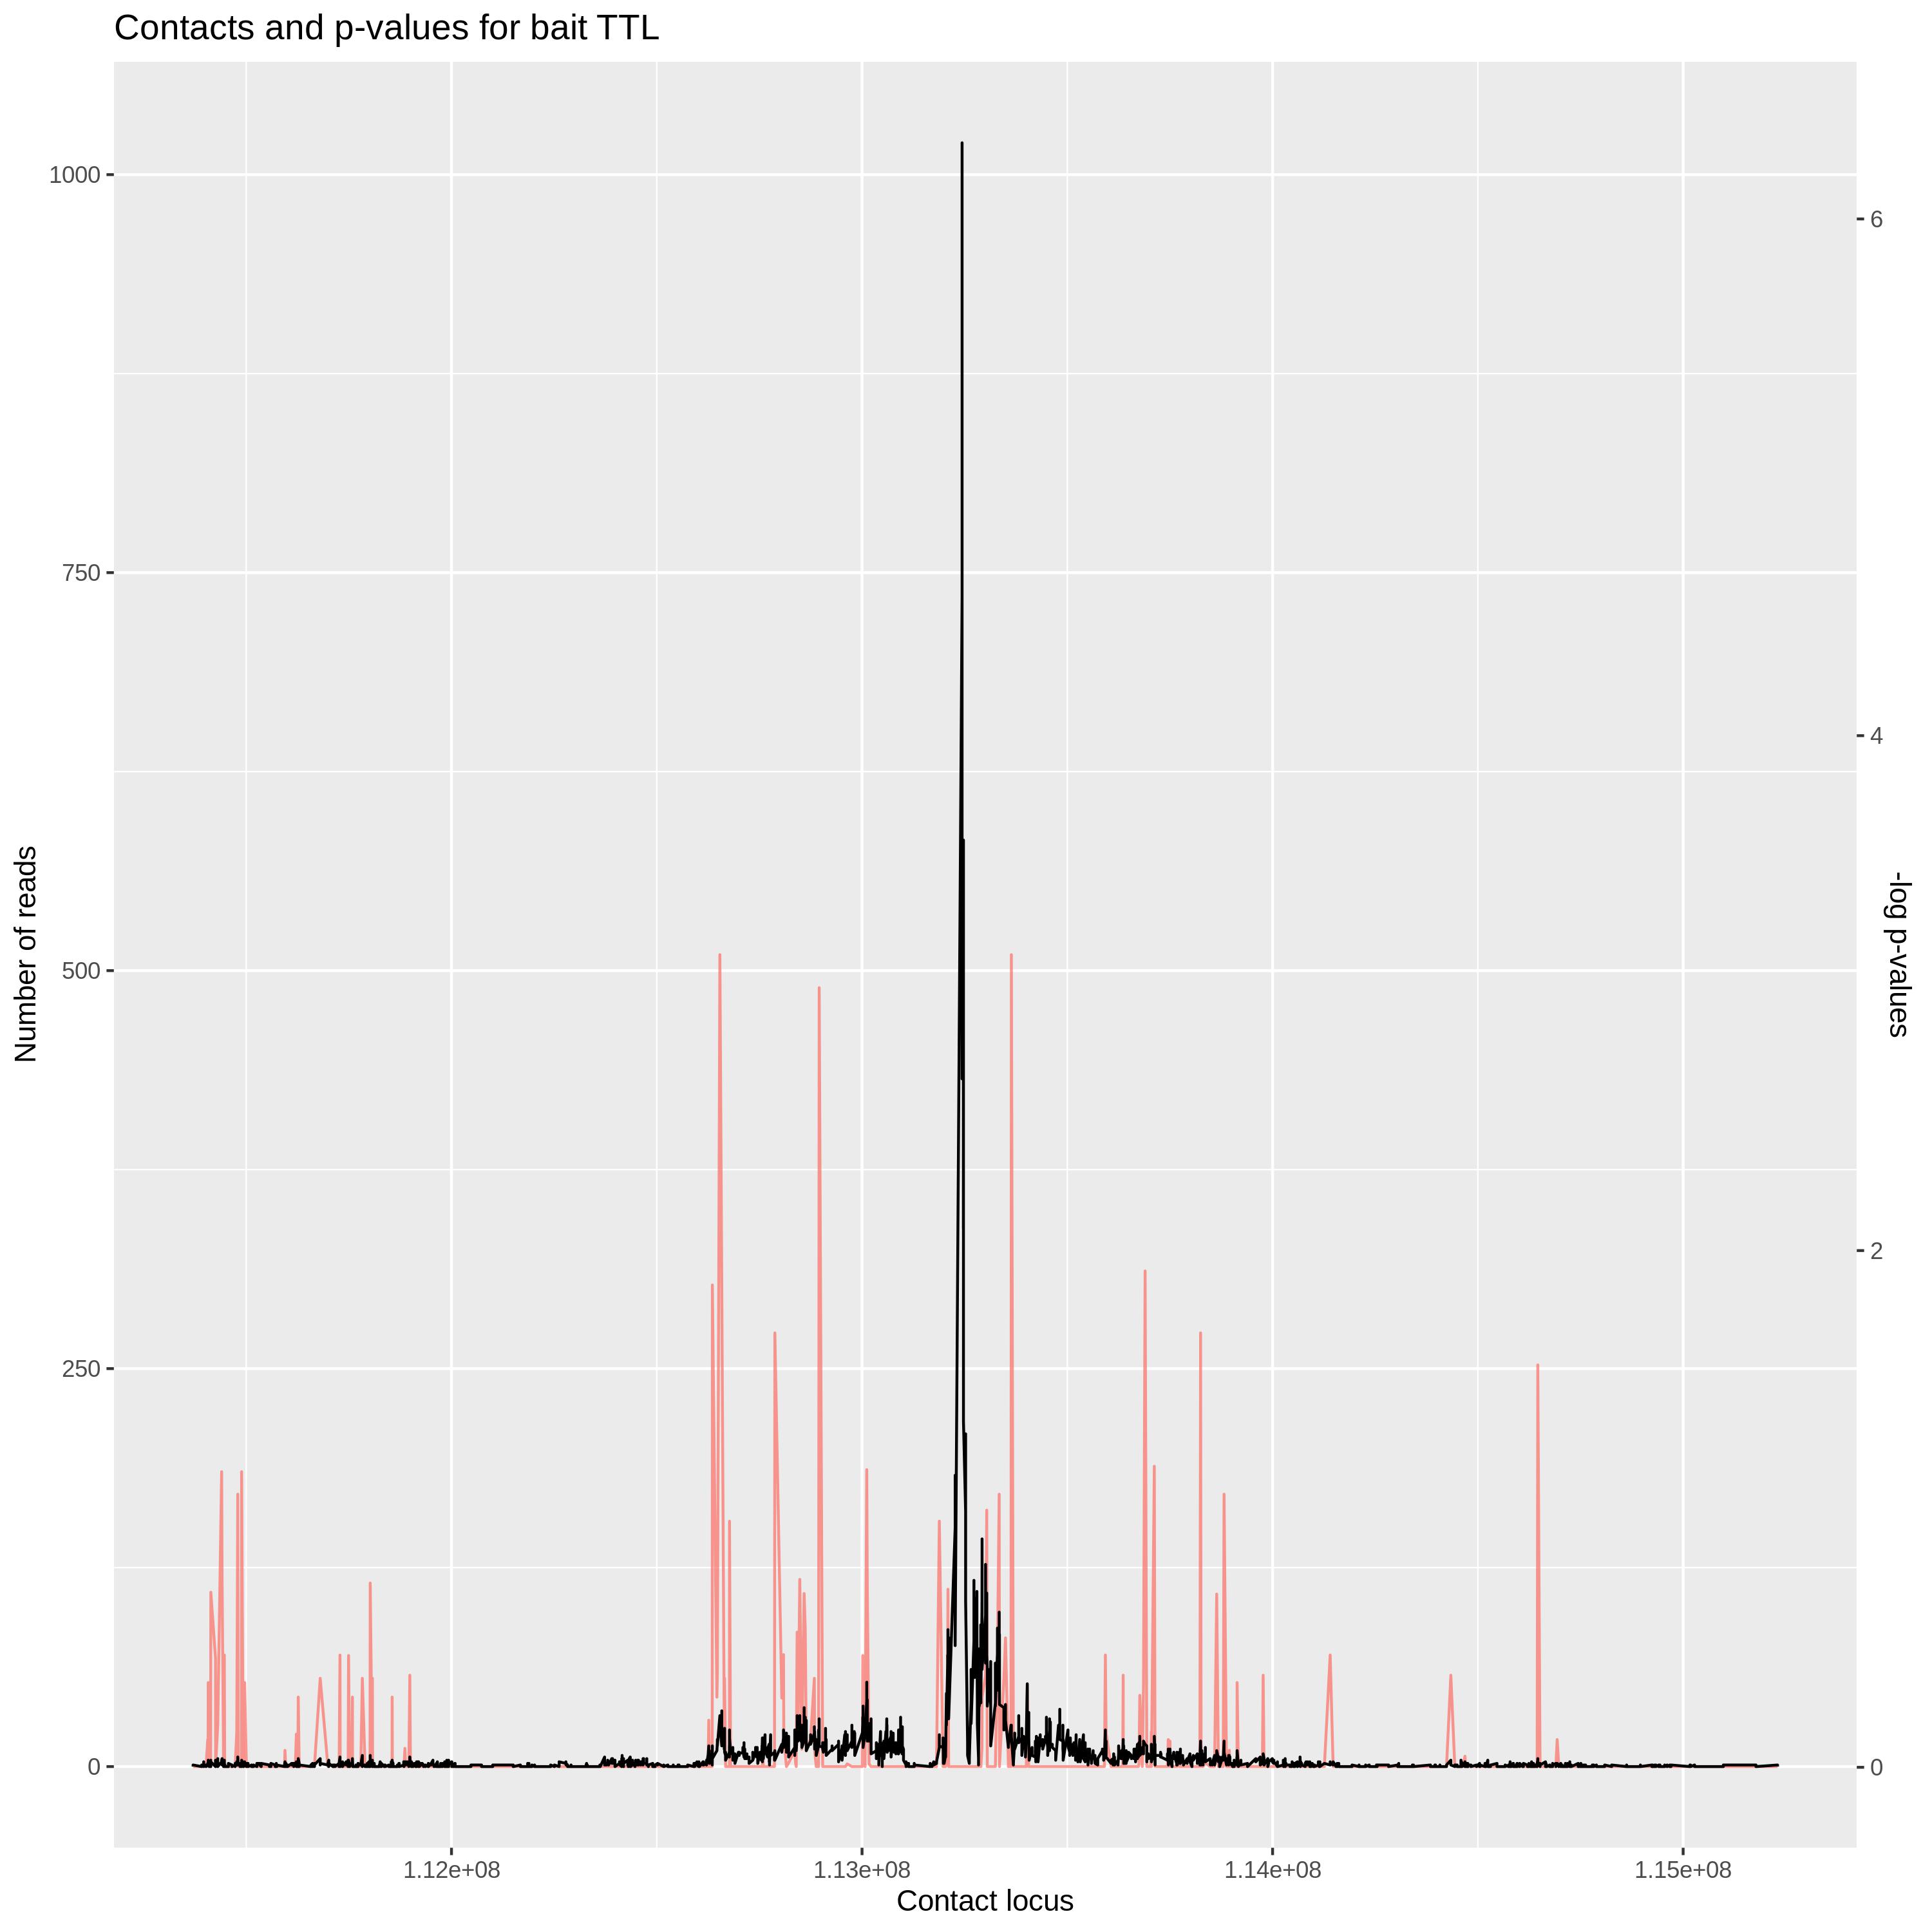 Contacts and p-values for bait TTL
1000
750
500
250
0
Number of reads
6
4
2
0
-log p-values
1.12e+08
1.13e+08
1.14e+08
1.15e+08
Contact locus